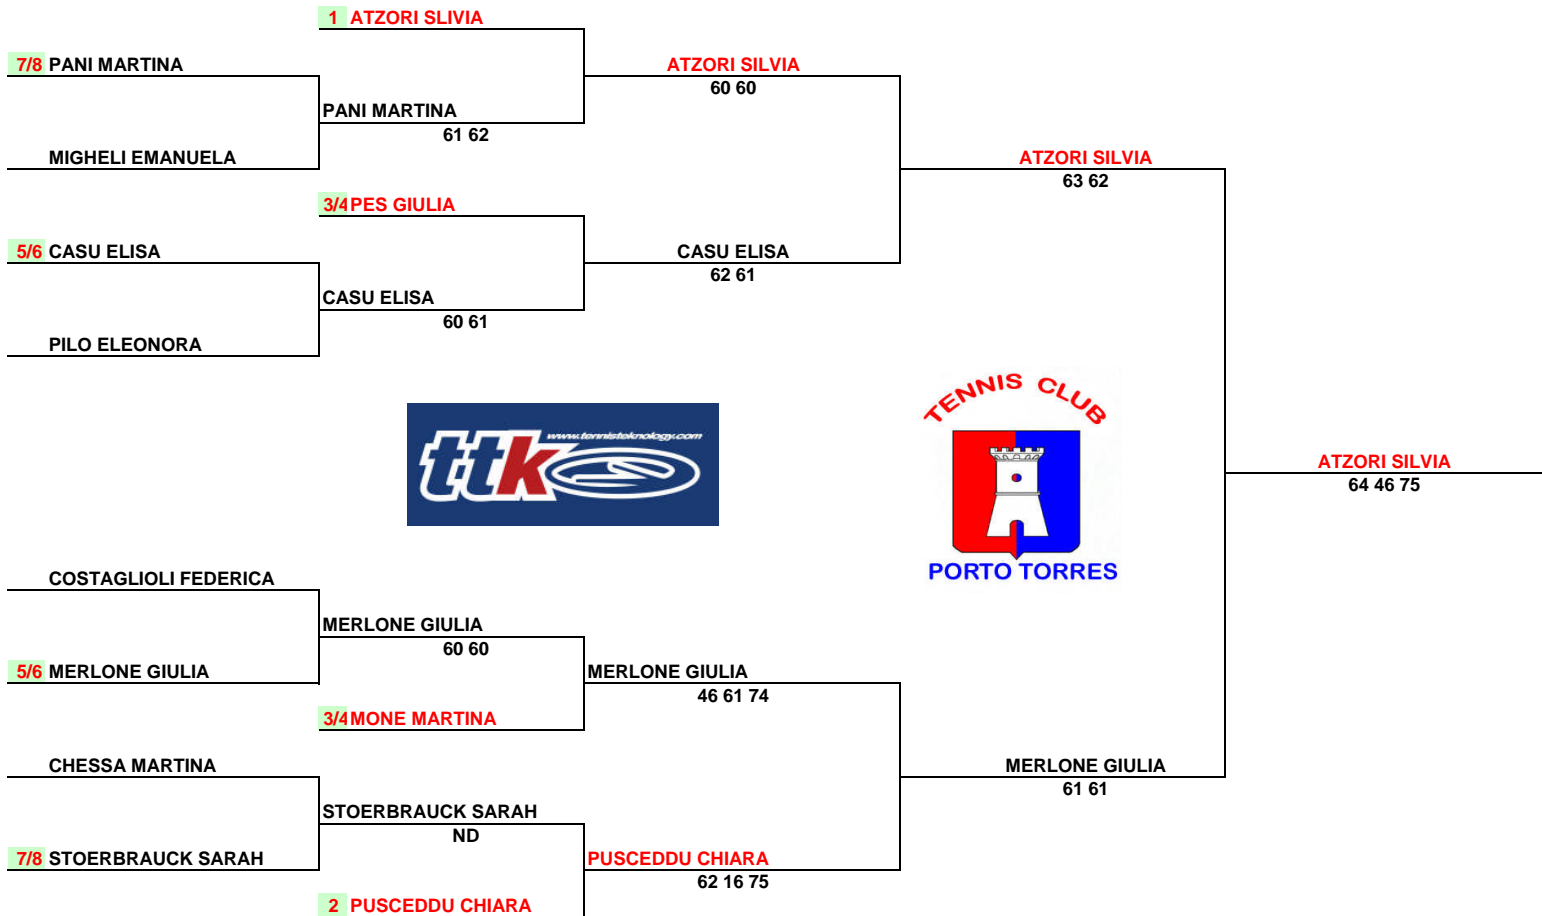 1 ATZORI SLIVIA
7/8 PANI MARTINA
ATZORI SILVIA
60 60
PANI MARTINA
61 62
MIGHELI EMANUELA
ATZORI SILVIA
63 62
3/4 PES GIULIA
5/6 CASU ELISA
CASU ELISA
62 61
CASU ELISA
60 61
PILO ELEONORA
TENNIS CLUB
www.tennisteknology.com
ttk
ATZORI SILVIA
64 46 75
PORTO TORRES
COSTAGLIOLI FEDERICA
MERLONE GIULIA
60 60
5/6 MERLONE GIULIA
MERLONE GIULIA
46 61 74
3/4 MONE MARTINA
CHESSA MARTINA
MERLONE GIULIA
61 61
STOERBRAUCK SARAH
ND
7/8 STOERBRAUCK SARAH
PUSCEDDU CHIARA
62 16 75
2 PUSCEDDU CHIARA